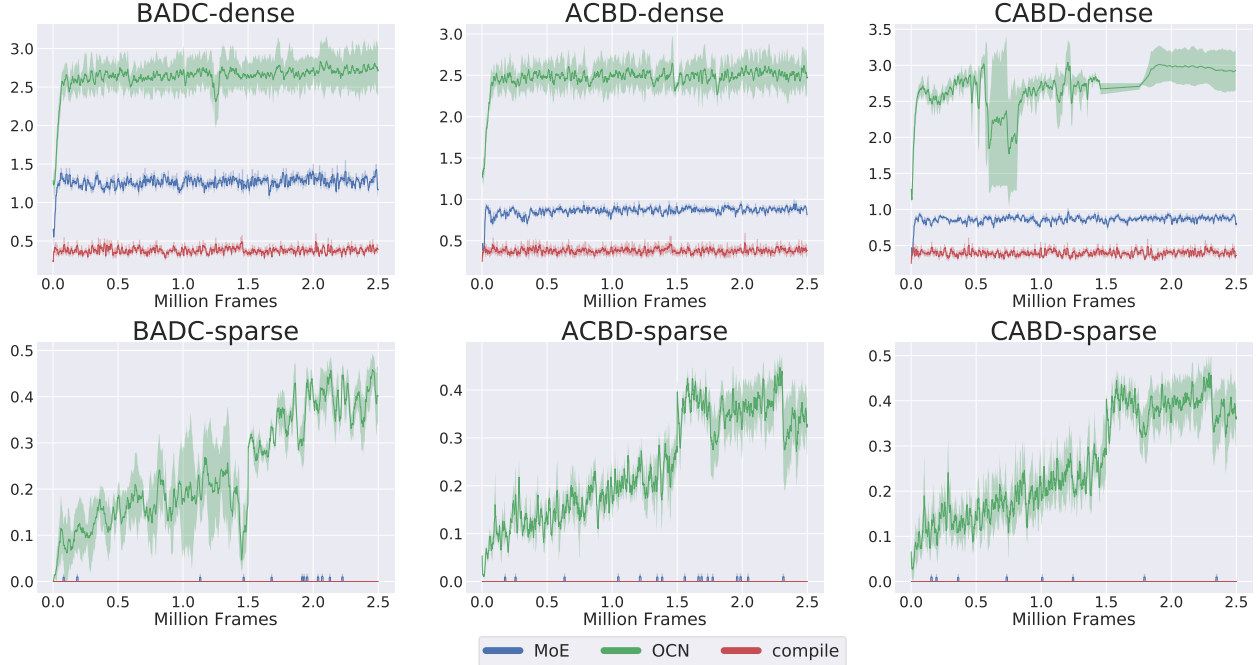 BADC-dense ACBD-dense CABD-dense
3.0 3.0 3.5
2.5 2.5 3.0
2.0 2.0 2.5
1.5 1.5 2.0
1.0 1.0 1.5
0.5 0.5 1.0
0.5
0.0 0.5 1.0 1.5 2.0 2.5 0.0 0.5 1.0 1.5 2.0 2.5 0.0 0.5 1.0 1.5 2.0 2.5
Million Frames Million Frames Million Frames
BADC-sparse ACBD-sparse CABD-sparse
0.5 0.4 0.5
0.4 0.3 0.4
0.3 0.2 0.3
0.2 0.1 0.2
0.1 0.0 0.1
0.0 0.0
0.0 0.5 1.0 1.5 2.0 2.5 0.0 0.5 1.0 1.5 2.0 2.5 0.0 0.5 1.0 1.5 2.0 2.5
Million Frames Million Frames Million Frames
MoE OCN compile